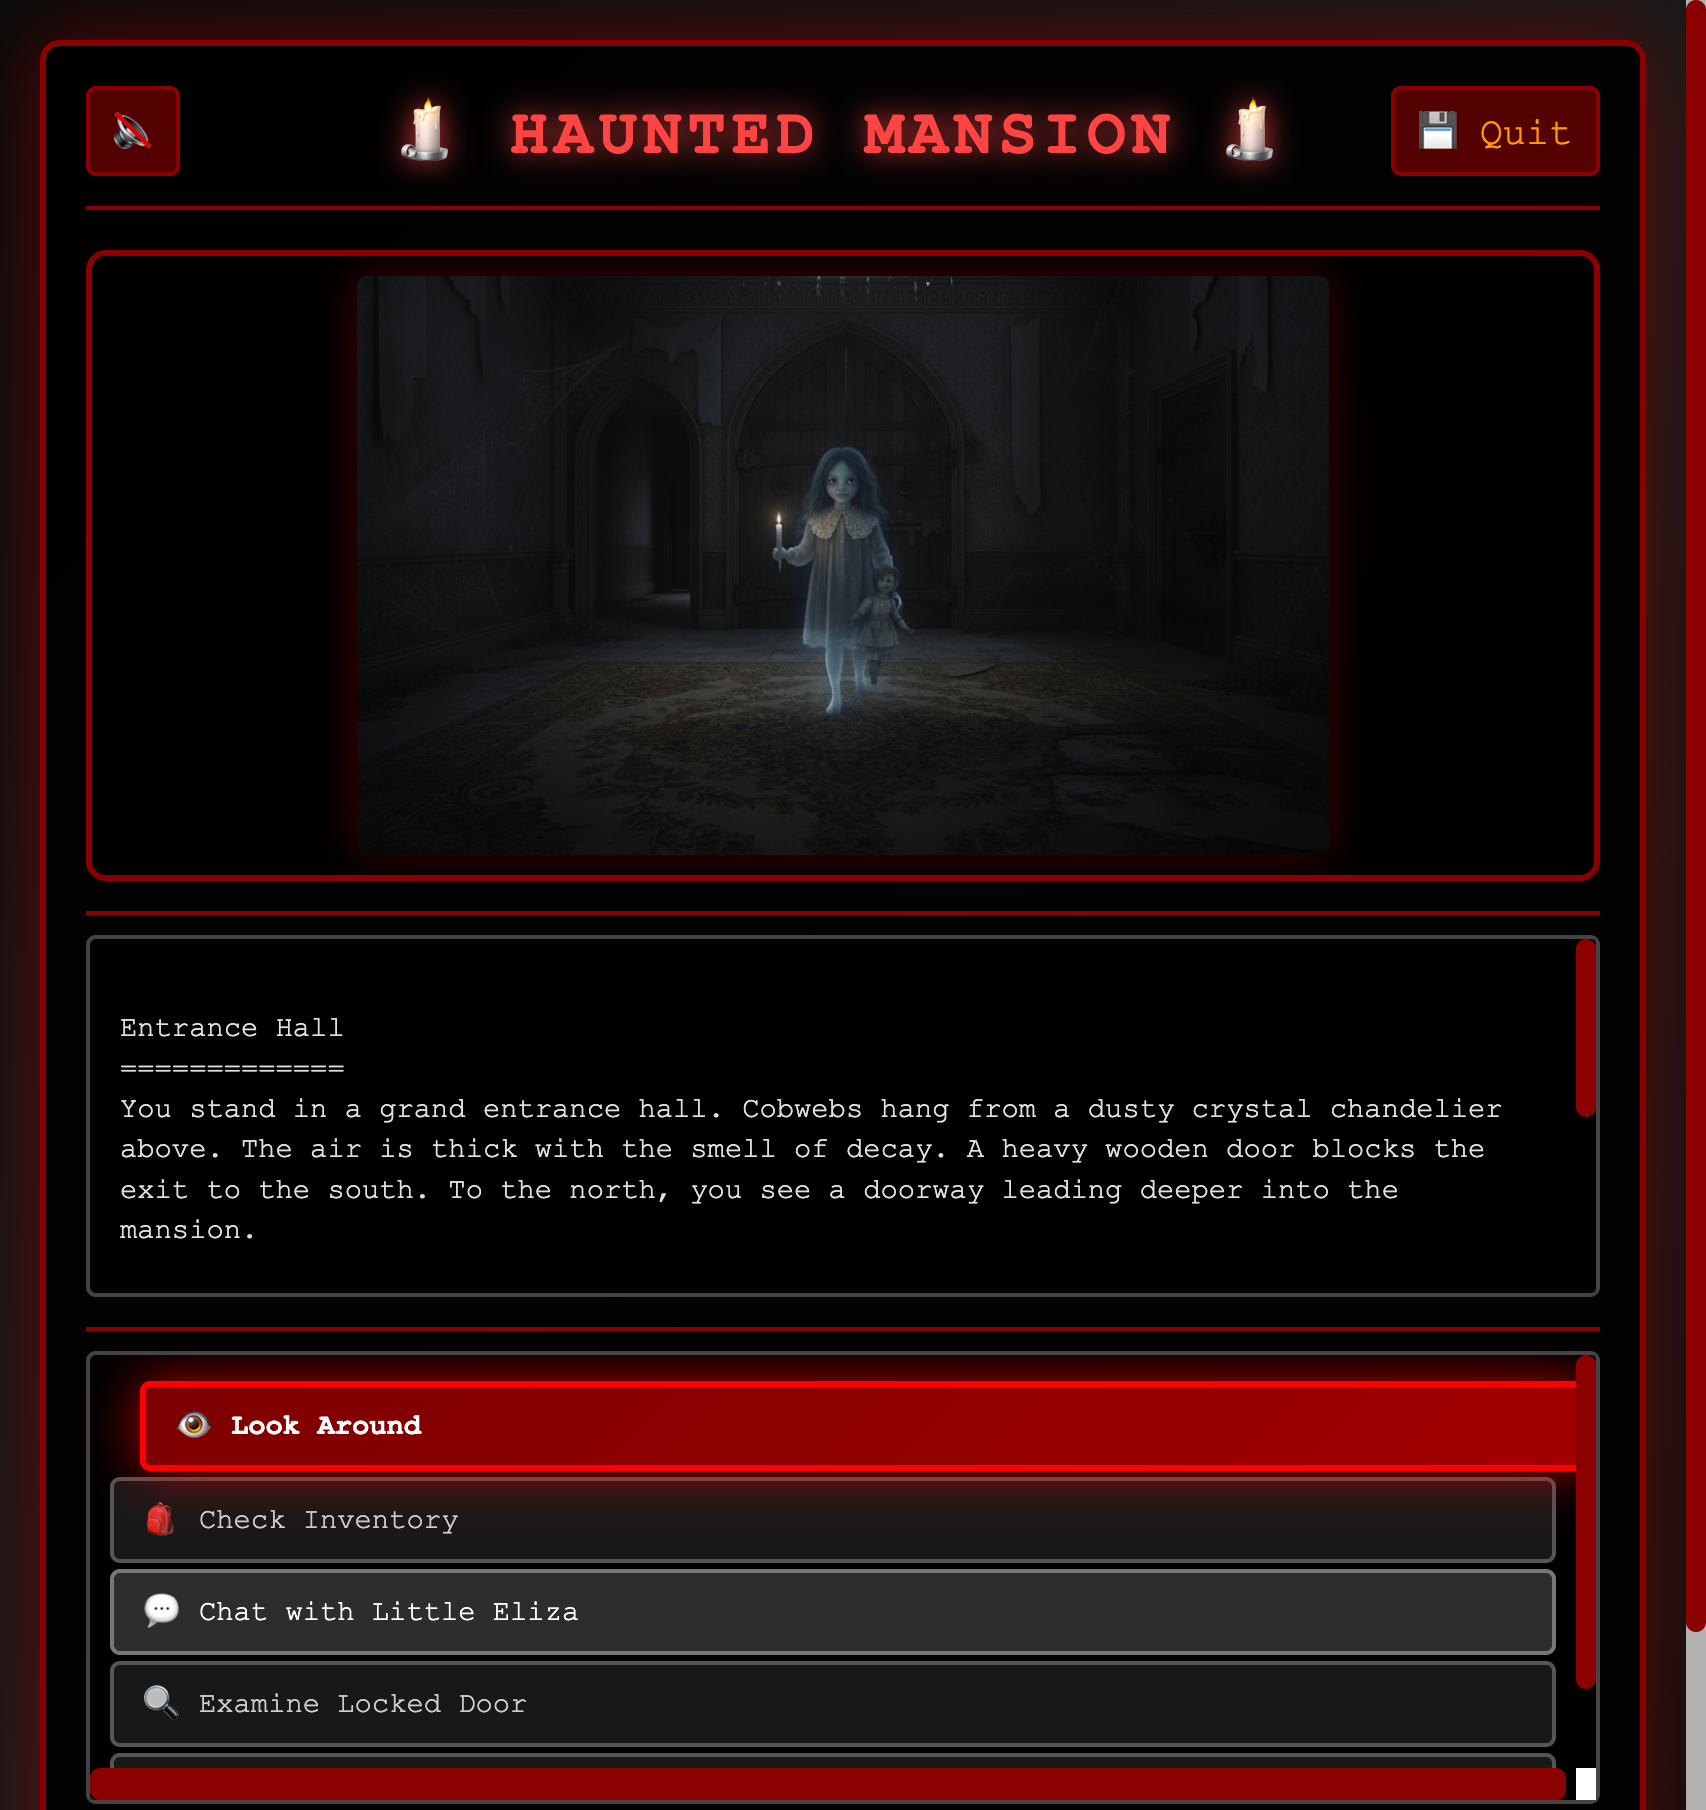 HAUNTED MANSION
Quit
Entrance Hall
=============
You stand in a grand entrance hall. Cobwebs hang from a dusty crystal chandelier
above. The air is thick with the smell of decay. A heavy wooden door blocks the
exit to the south. To the north, you see a doorway leading deeper into the
mansion.
Look Around
Check Inventory
Chat with Little Eliza
Examine Locked Door